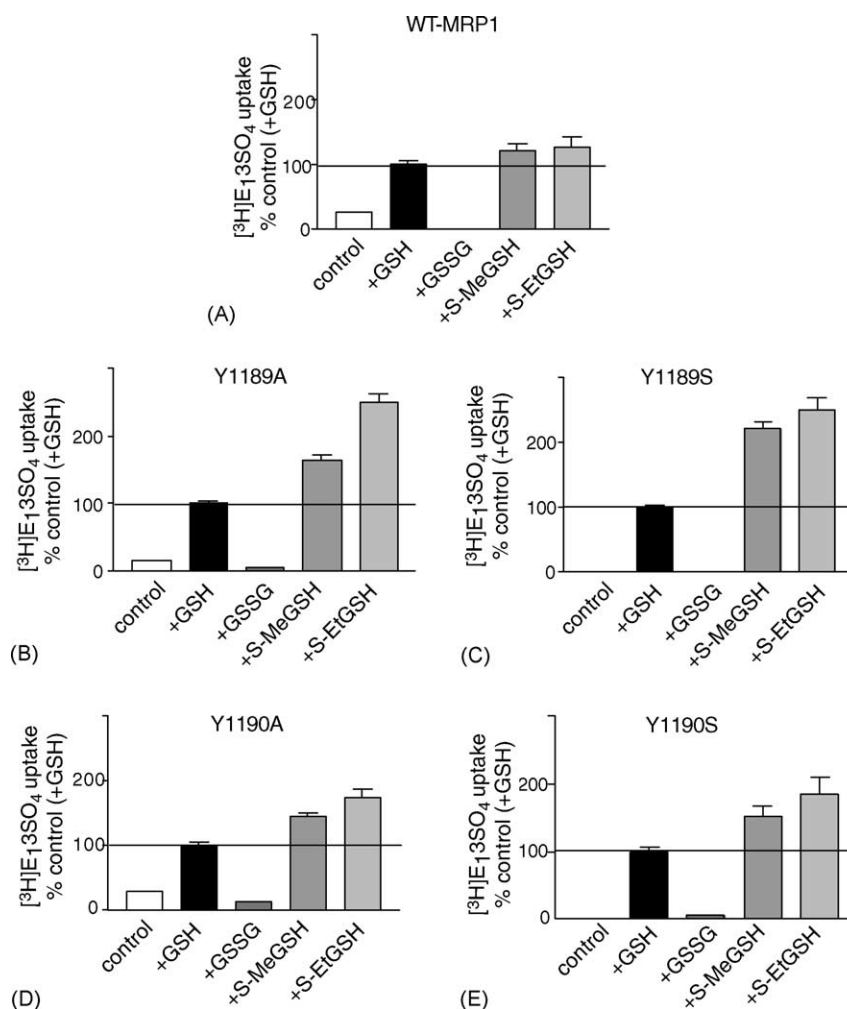 WT-MRP1
[³H]E₁3SO₄ uptake
% control (+GSH)
200
100
0
control
+GSH
+GSSG
+S-MeGSH
+S-EtGSH
(A)
Y1189A
[³H]E₁3SO₄ uptake
% control (+GSH)
200
100
0
control
+GSH
+GSSG
+S-MeGSH
+S-EtGSH
(B)
Y1189S
[³H]E₁3SO₄ uptake
% control (+GSH)
200
100
0
control
+GSH
+GSSG
+S-MeGSH
+S-EtGSH
(C)
Y1190A
[³H]E₁3SO₄ uptake
% control (+GSH)
200
100
0
control
+GSH
+GSSG
+S-MeGSH
+S-EtGSH
(D)
Y1190S
[³H]E₁3SO₄ uptake
% control (+GSH)
200
100
0
control
+GSH
+GSSG
+S-MeGSH
+S-EtGSH
(E)